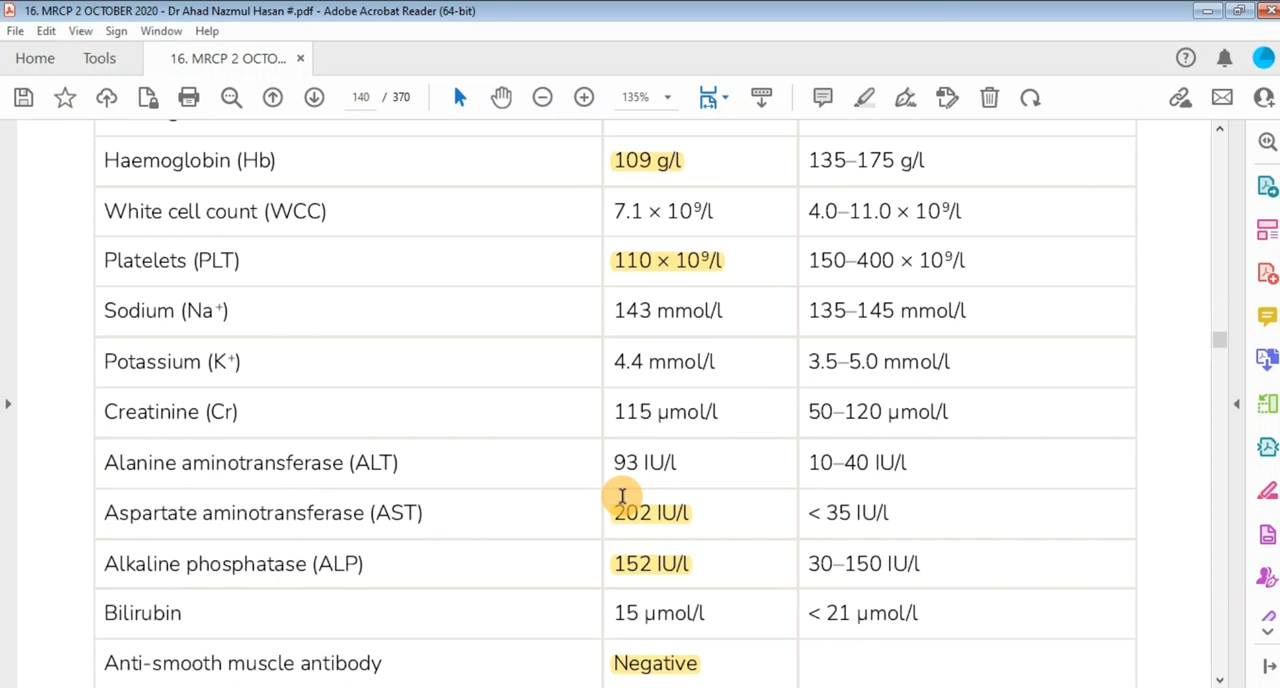 16. MRCP 2 OCTOBER 2020 - Dr Ahad Nazmul Hasan #.pdf - Adobe Acrobat Reader (64-bit)
File Edit View Sign Window Help
Home Tools 16. MRCP 2 OCTO... ×
140 / 370 135%
Haemoglobin (Hb) 109 g/l 135–175 g/l
White cell count (WCC) 7.1 × 10⁹/l 4.0–11.0 × 10⁹/l
Platelets (PLT) 110 × 10⁹/l 150–400 × 10⁹/l
Sodium (Na⁺) 143 mmol/l 135–145 mmol/l
Potassium (K⁺) 4.4 mmol/l 3.5–5.0 mmol/l
Creatinine (Cr) 115 µmol/l 50–120 µmol/l
Alanine aminotransferase (ALT) 93 IU/l 10–40 IU/l
Aspartate aminotransferase (AST) 202 IU/l < 35 IU/l
Alkaline phosphatase (ALP) 152 IU/l 30–150 IU/l
Bilirubin 15 µmol/l < 21 µmol/l
Anti-smooth muscle antibody Negative